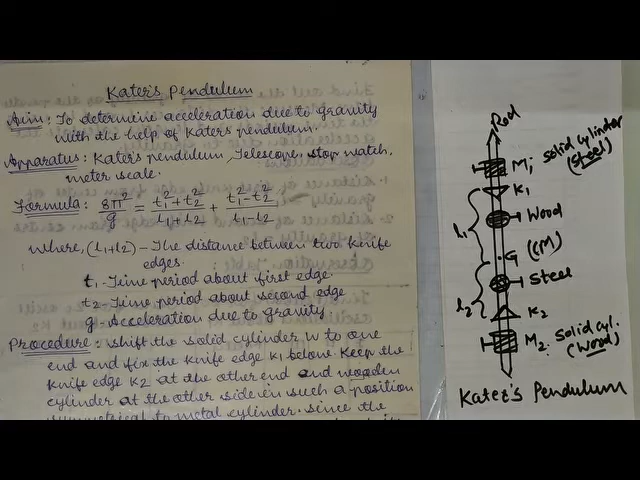 Kater's Pendulum
Aim: To determine acceleration due to gravity
with the help of Kater's pendulum.
Apparatus: Kater's pendulum, Telescope, stop watch,
meter scale.
Formula: 8π²/g = (t₁²+t₂²)/(l₁+l₂) + (t₁²-t₂²)/(l₁-l₂),
where, (l₁+l₂) - The distance between two knife
edges.
t₁ - Time period about first edge.
t₂ - Time period about second edge
g - Acceleration due to gravity.
Procedure: Shift the solid cylinder W to one
end and fix the knife edge K₁ below. Keep the
knife edge K₂ at the other end and wooden
cylinder at the other side in such a position
symmetrical to metal cylinder. Since the
Rod
M₁ solid cylinder
(Steel)
K₁
Wood
l₁
G (CM)
Steel
l₂
K₂
M₂ Solid cyl.
(Wood)
Kater's Pendulum